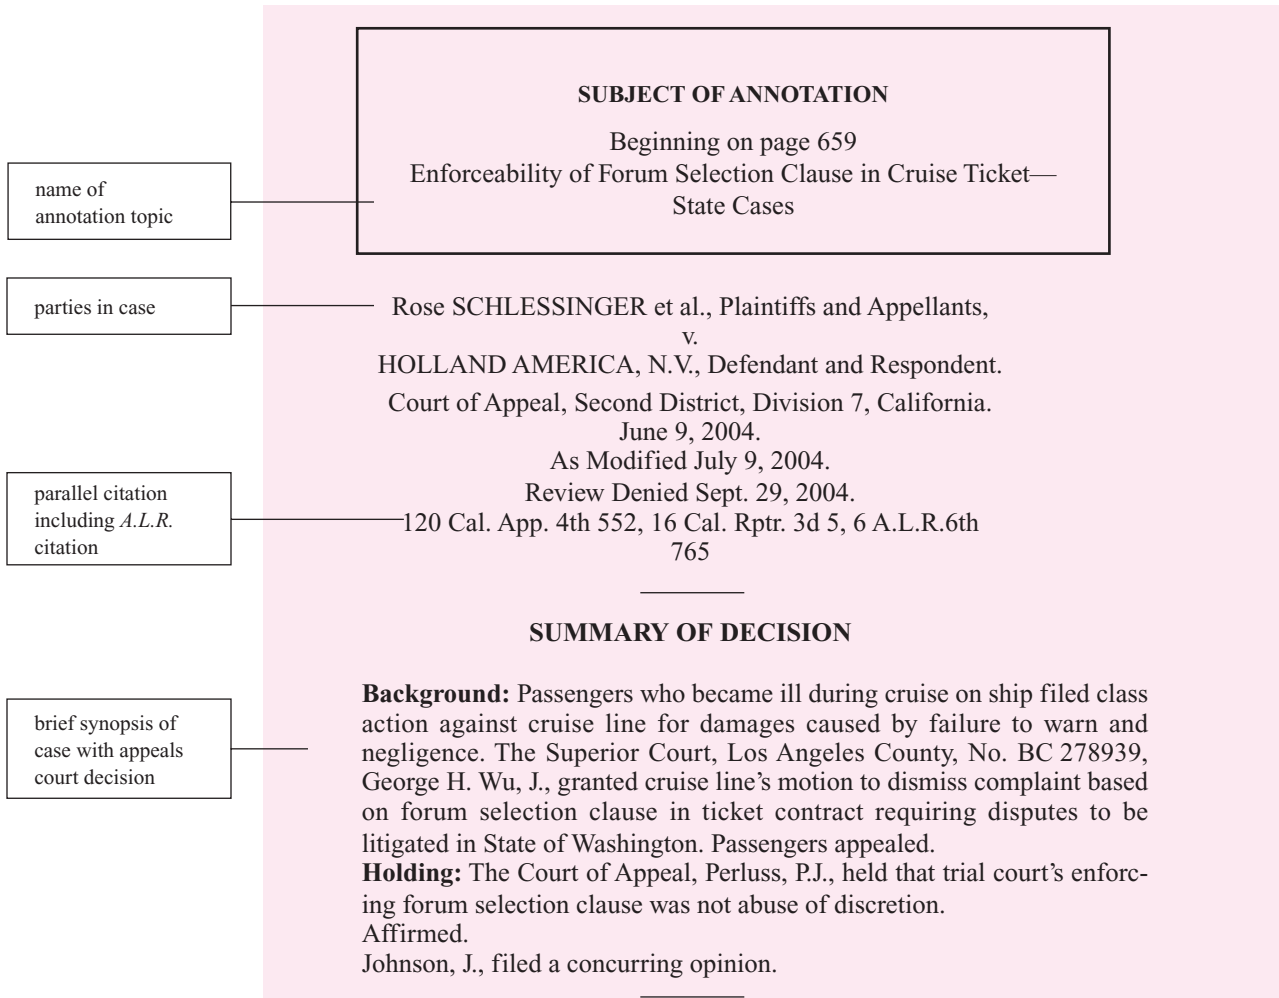 SUBJECT OF ANNOTATION
Beginning on page 659
Enforceability of Forum Selection Clause in Cruise Ticket—
State Cases
name of
annotation topic
parties in case
Rose SCHLESSINGER et al., Plaintiffs and Appellants,
v.
HOLLAND AMERICA, N.V., Defendant and Respondent.
Court of Appeal, Second District, Division 7, California.
June 9, 2004.
As Modified July 9, 2004.
Review Denied Sept. 29, 2004.
parallel citation
including A.L.R.
citation
120 Cal. App. 4th 552, 16 Cal. Rptr. 3d 5, 6 A.L.R.6th
765
SUMMARY OF DECISION
brief synopsis of
case with appeals
court decision
Background: Passengers who became ill during cruise on ship filed class
action against cruise line for damages caused by failure to warn and
negligence. The Superior Court, Los Angeles County, No. BC 278939,
George H. Wu, J., granted cruise line’s motion to dismiss complaint based
on forum selection clause in ticket contract requiring disputes to be
litigated in State of Washington. Passengers appealed.
Holding: The Court of Appeal, Perluss, P.J., held that trial court’s enforc-
ing forum selection clause was not abuse of discretion.
Affirmed.
Johnson, J., filed a concurring opinion.